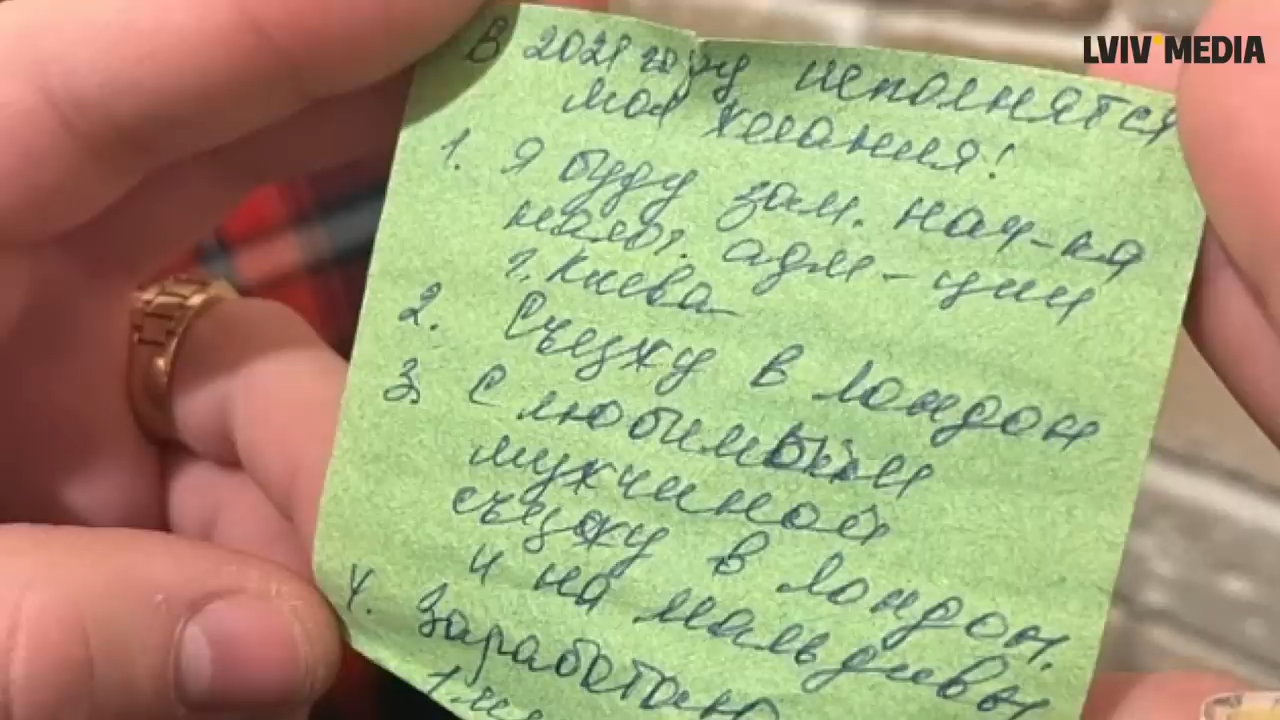 LVIV MEDIA
В 2021 году исполнятся
мои желания!
1. Я буду зам. нач-ка
налог. адм-ции
г. Киева
2. Съезжу в Лондон
3. С любимым
мужчиной
съезжу в Лондон
и на Мальдивы
4. Заработаю